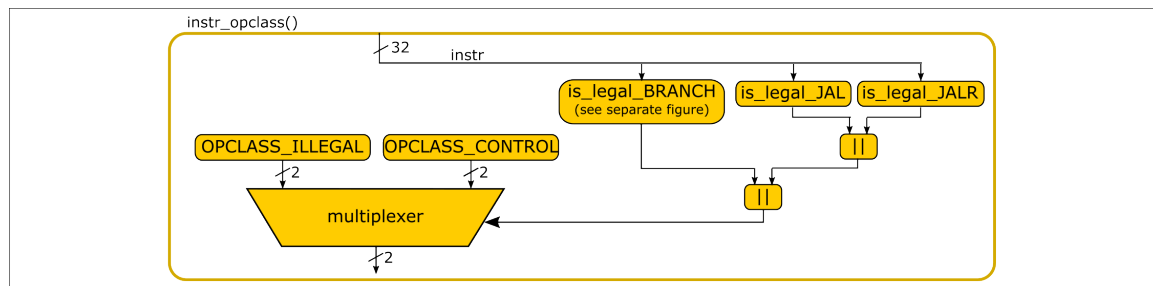 instr_opclass()
32
instr
is_legal_BRANCH
(see separate figure)
is_legal_JAL
is_legal_JALR
OPCLASS_ILLEGAL
OPCLASS_CONTROL
||
2
2
||
multiplexer
2